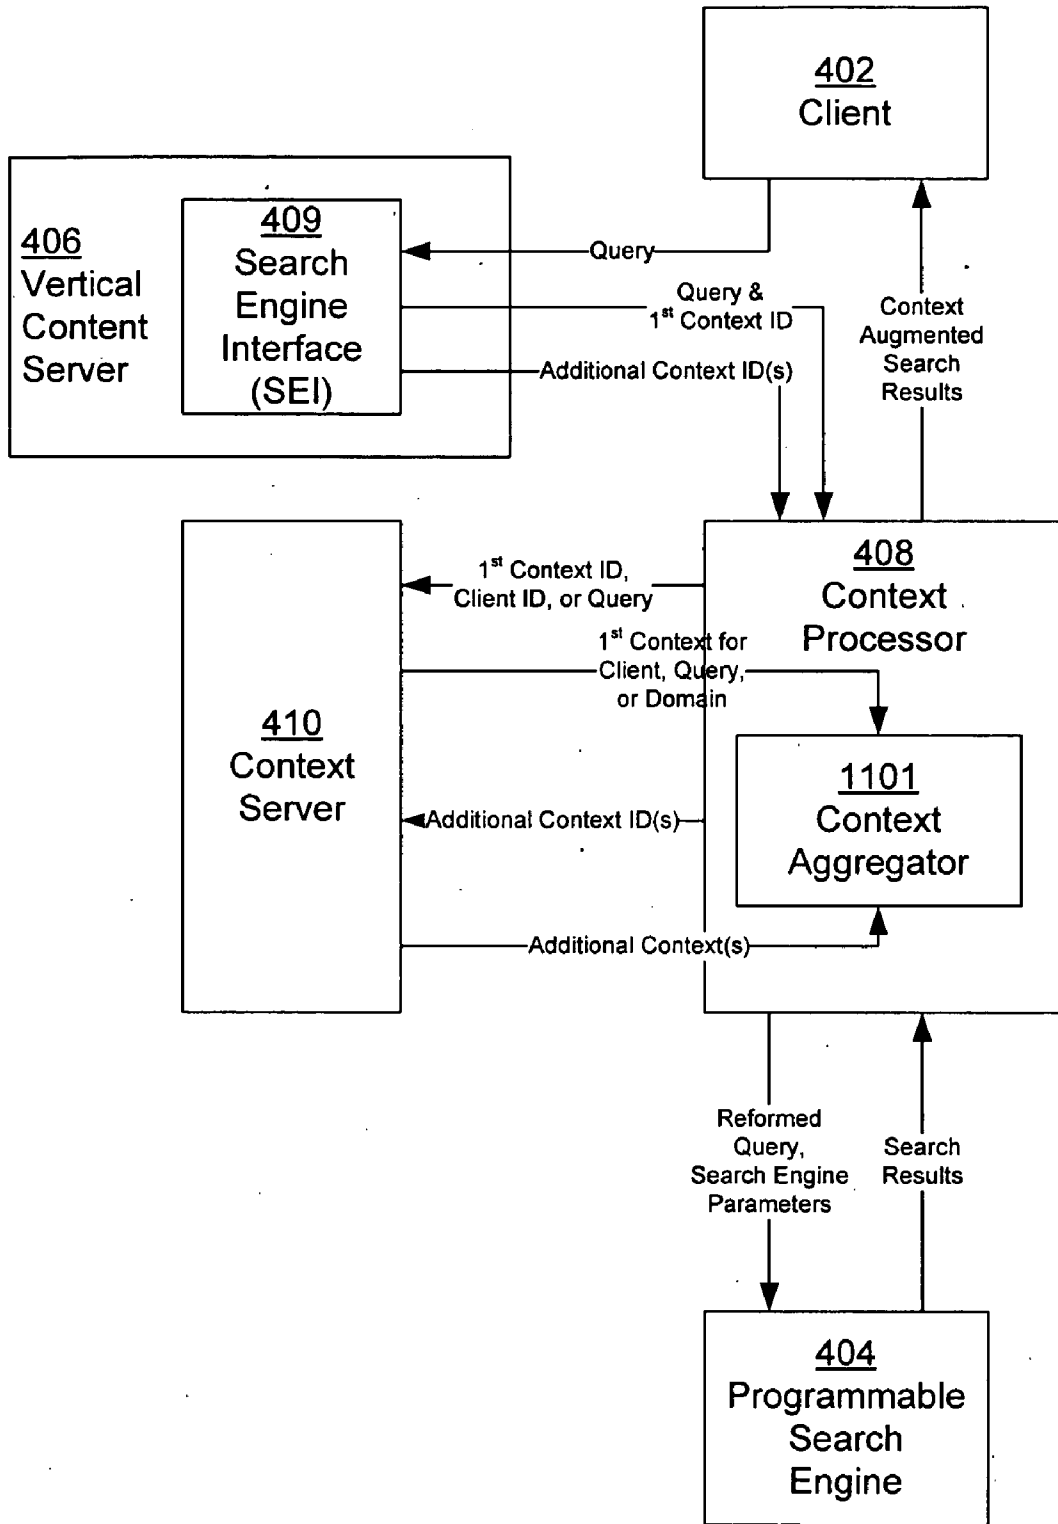 402
Client
406
Vertical
Content
Server
409
Search
Engine
Interface
(SEI)
Query
Query &
1st Context ID
Additional Context ID(s)
Context
Augmented
Search
Results
410
Context
Server
1st Context ID,
Client ID, or Query
1st Context for
Client, Query,
or Domain
Additional Context ID(s)
Additional Context(s)
408
Context
Processor
1101
Context
Aggregator
Reformed
Query,
Search Engine
Parameters
Search
Results
404
Programmable
Search
Engine